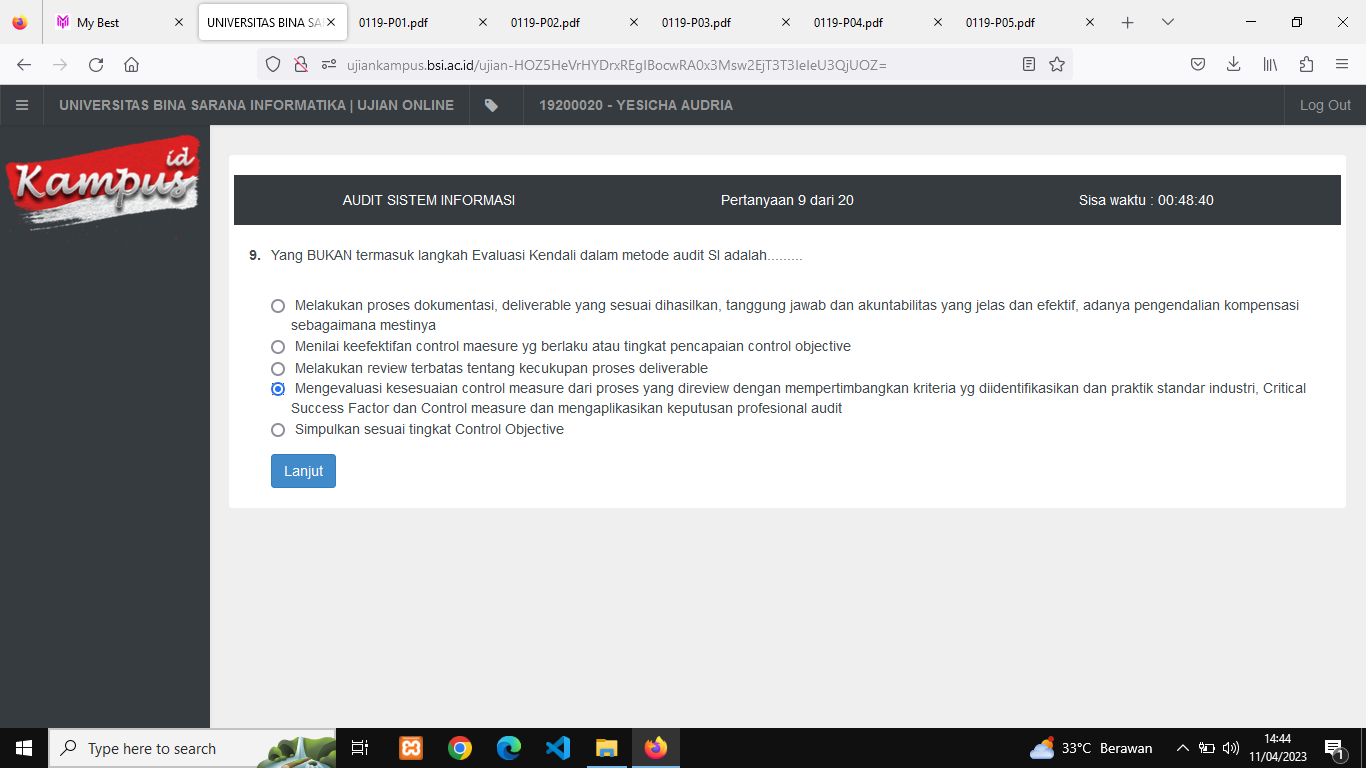 My Best
UNIVERSITAS BINA SA
0119-P01.pdf
0119-P02.pdf
0119-P03.pdf
0119-P04.pdf
0119-P05.pdf
ujiankampus.bsi.ac.id/ujian-HOZ5HeVrHYDrxREgIBocwRA0x3Msw2EjT3T3IeIeU3QjUOZ=
UNIVERSITAS BINA SARANA INFORMATIKA | UJIAN ONLINE
19200020 - YESICHA AUDRIA
Log Out
Kampus id
AUDIT SISTEM INFORMASI
Pertanyaan 9 dari 20
Sisa waktu : 00:48:40
9. Yang BUKAN termasuk langkah Evaluasi Kendali dalam metode audit SI adalah.........
Melakukan proses dokumentasi, deliverable yang sesuai dihasilkan, tanggung jawab dan akuntabilitas yang jelas dan efektif, adanya pengendalian kompensasi
sebagaimana mestinya
Menilai keefektifan control maesure yg berlaku atau tingkat pencapaian control objective
Melakukan review terbatas tentang kecukupan proses deliverable
Mengevaluasi kesesuaian control measure dari proses yang direview dengan mempertimbangkan kriteria yg diidentifikasikan dan praktik standar industri, Critical
Success Factor dan Control measure dan mengaplikasikan keputusan profesional audit
Simpulkan sesuai tingkat Control Objective
Lanjut
Type here to search
33°C Berawan
14:44
11/04/2023
1